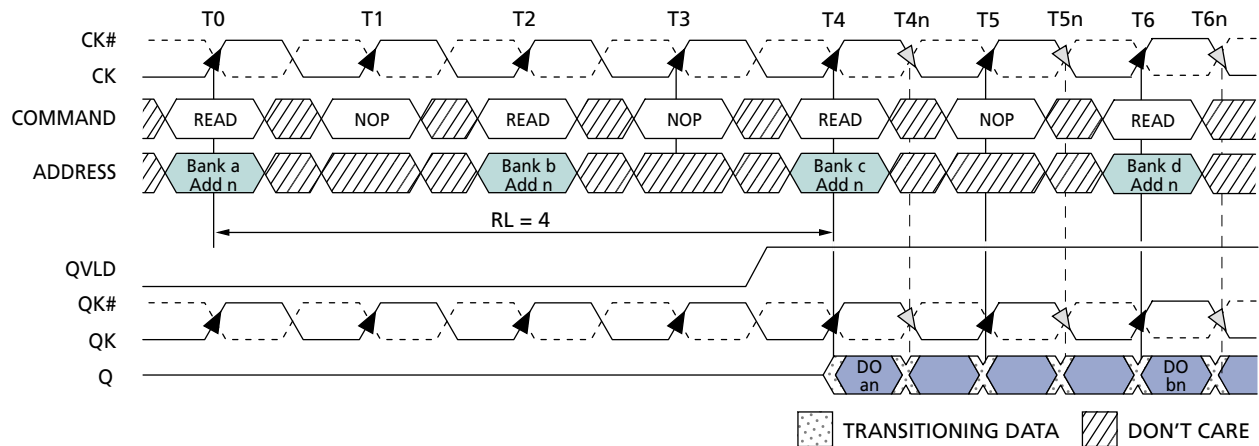 T0 T1 T2 T3 T4 T4n T5 T5n T6 T6n
CK#
CK
COMMAND READ NOP READ NOP READ NOP READ
ADDRESS Bank a Add n Bank b Add n Bank c Add n Bank d Add n
RL = 4
QVLD
QK#
QK
Q DO an DO bn
TRANSITIONING DATA DON'T CARE